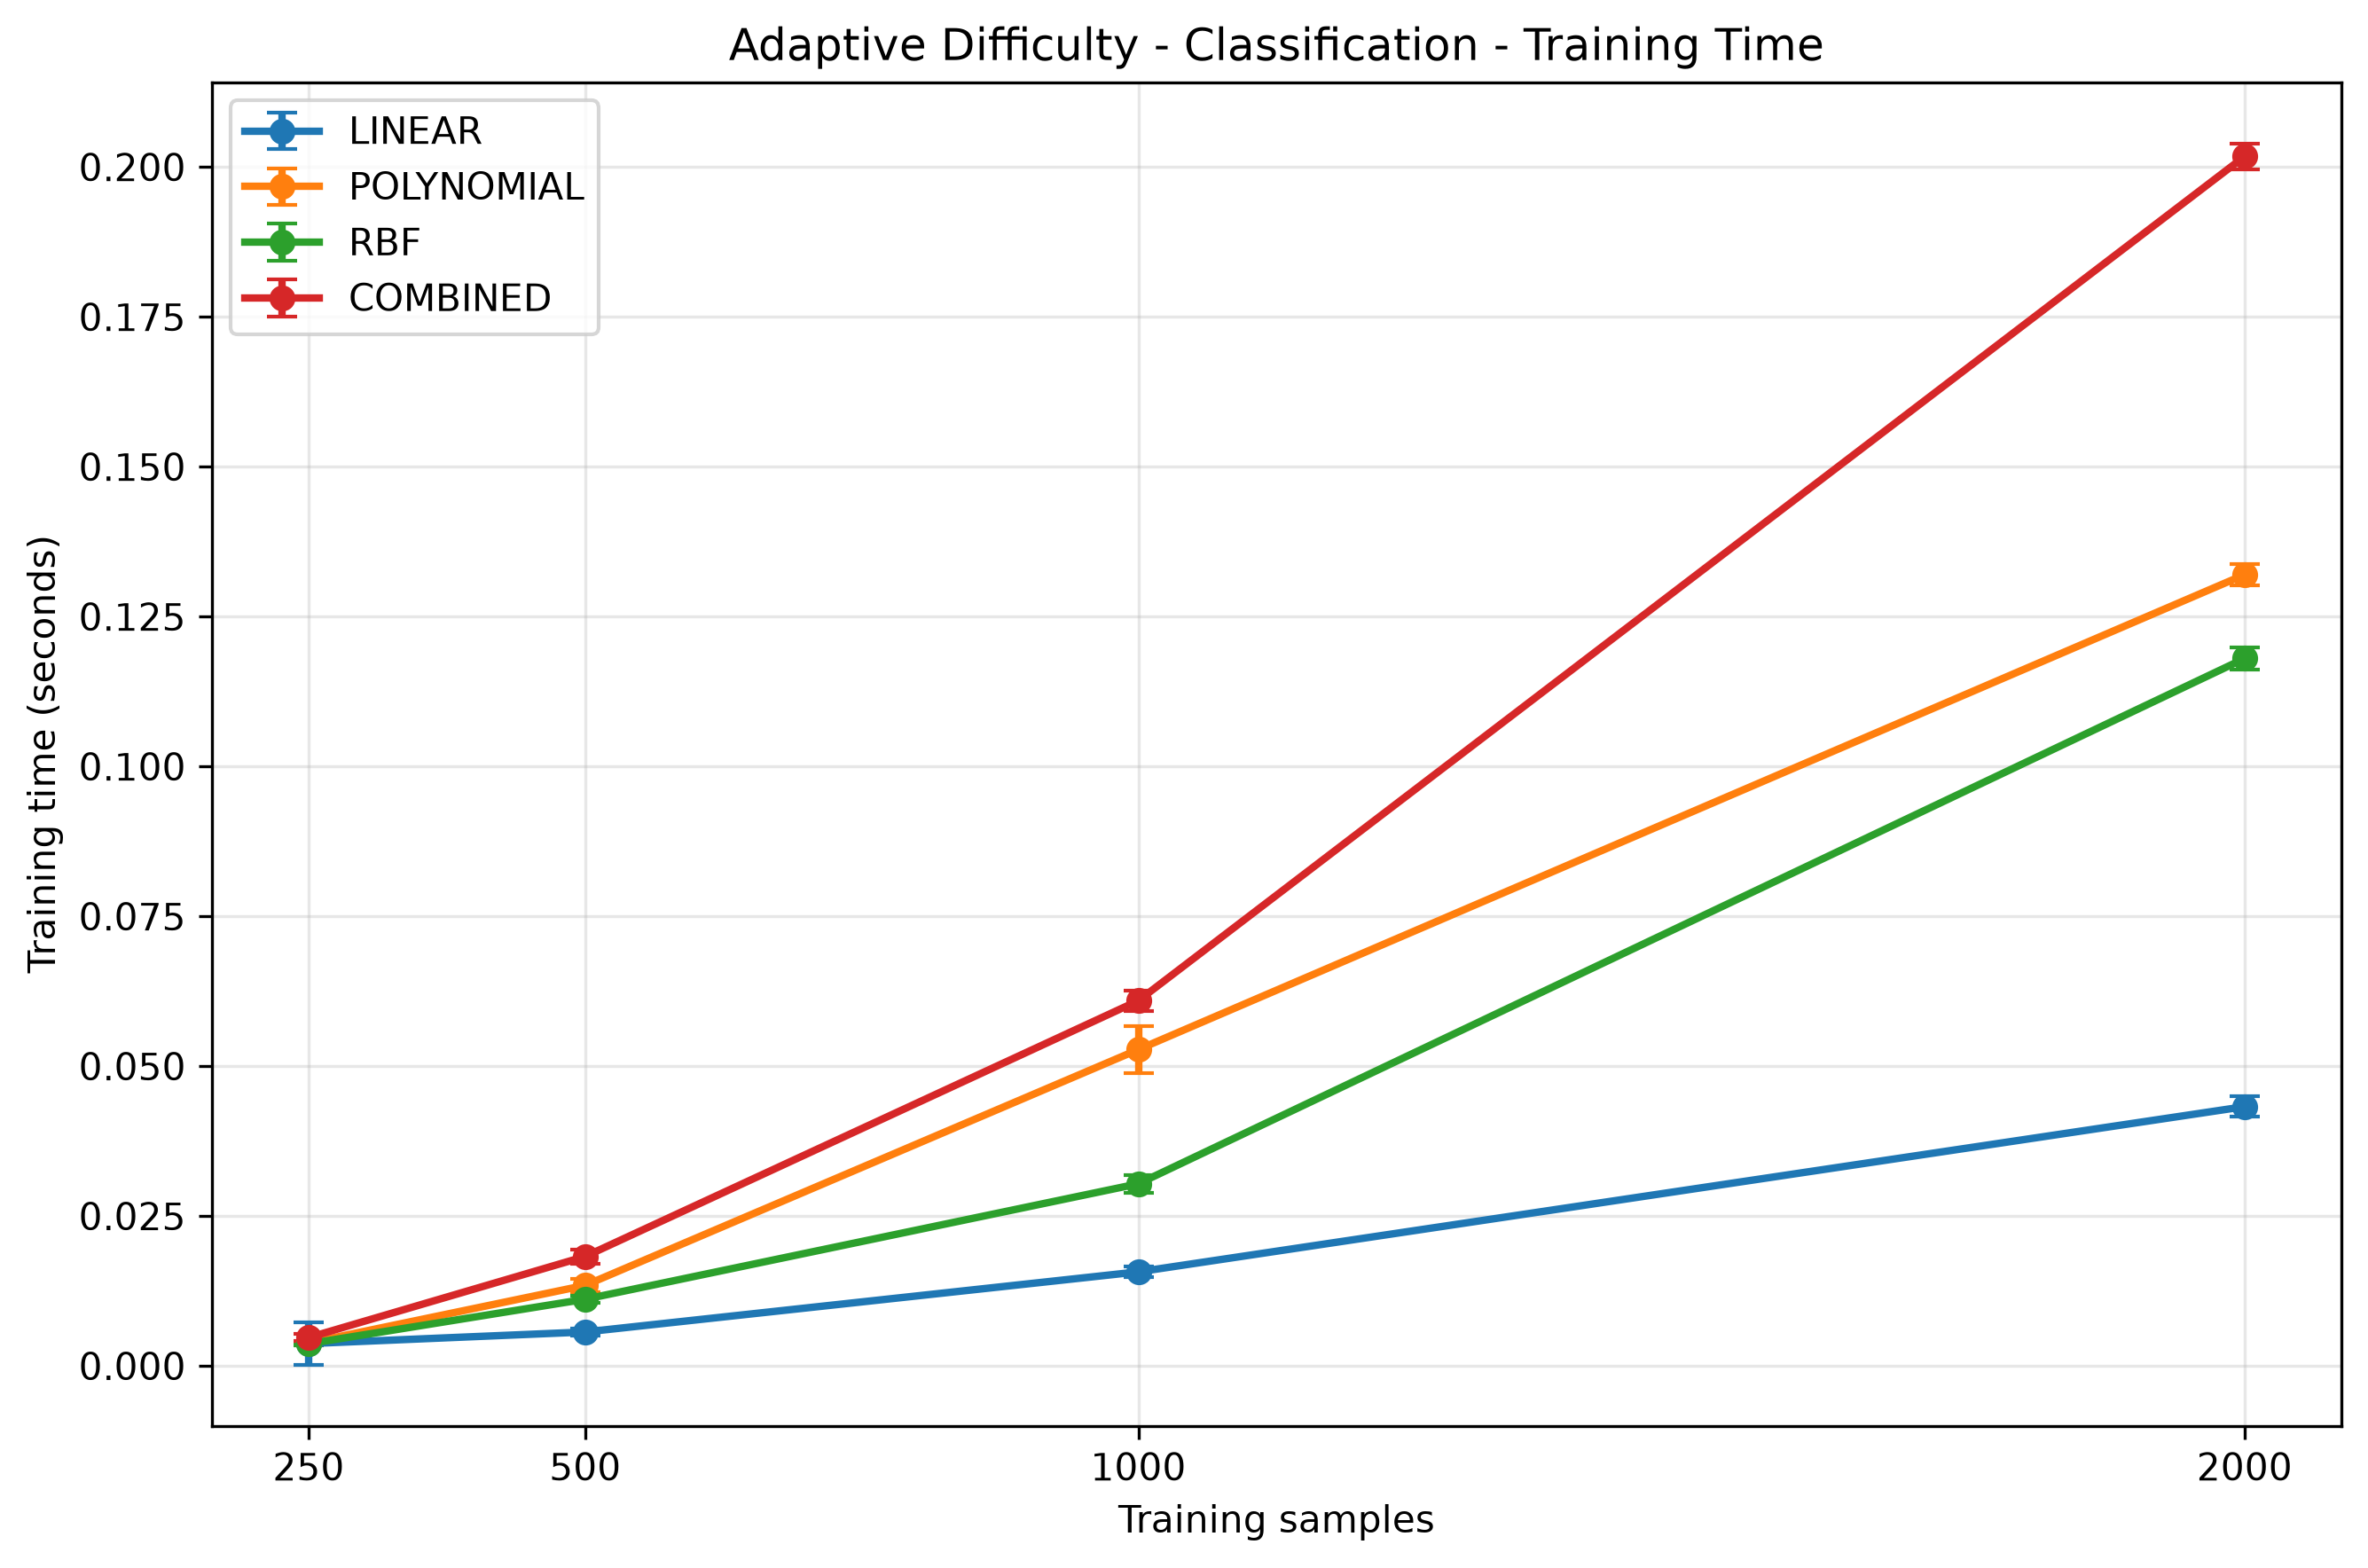 Adaptive Difficulty - Classification - Training Time
LINEAR
POLYNOMIAL
RBF
COMBINED
0.200
0.175
0.150
0.125
0.100
0.075
0.050
0.025
0.000
Training time (seconds)
250
500
1000
2000
Training samples